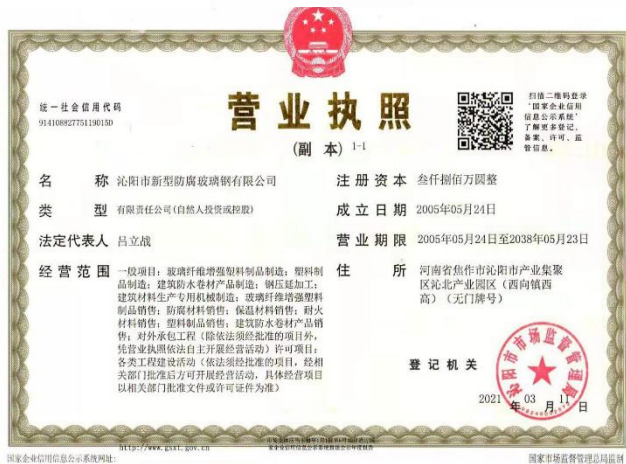 统一社会信用代码
91410882775119015D
营业执照
(副 本) 1-1
扫描二维码登录
“国家企业信用
信息公示系统”
了解更多登记、
备案、许可、监
管信息。
名 称 沁阳市新型防腐玻璃钢有限公司
类 型 有限责任公司(自然人投资或控股)
法定代表人 吕立战
经营范围 一般项目：玻璃纤维增强塑料制品制造；塑料制
品制造；建筑防水卷材产品制造；钢压延加工；
建筑材料生产专用机械制造；玻璃纤维增强塑料
制品销售；防腐材料销售；保温材料销售；耐火
材料销售；塑料制品销售；建筑防水卷材产品销
售；对外承包工程（除依法须经批准的项目外，
凭营业执照依法自主开展经营活动）许可项目：
各类工程建设活动（依法须经批准的项目，经相
关部门批准后方可开展经营活动，具体经营项目
以相关部门批准文件或许可证件为准）
注册资本 叁仟捌佰万圆整
成立日期 2005年05月24日
营业期限 2005年05月24日至2038年05月23日
住 所 河南省焦作市沁阳市产业集聚
区沁北产业园区（西向镇西
高）（无门牌号）
登记机关
沁阳市市场监督管理局
2021 年 03 月 11 日
http://www.gsxt.gov.cn
国家企业信用信息公示系统网址:
国家市场监督管理总局监制